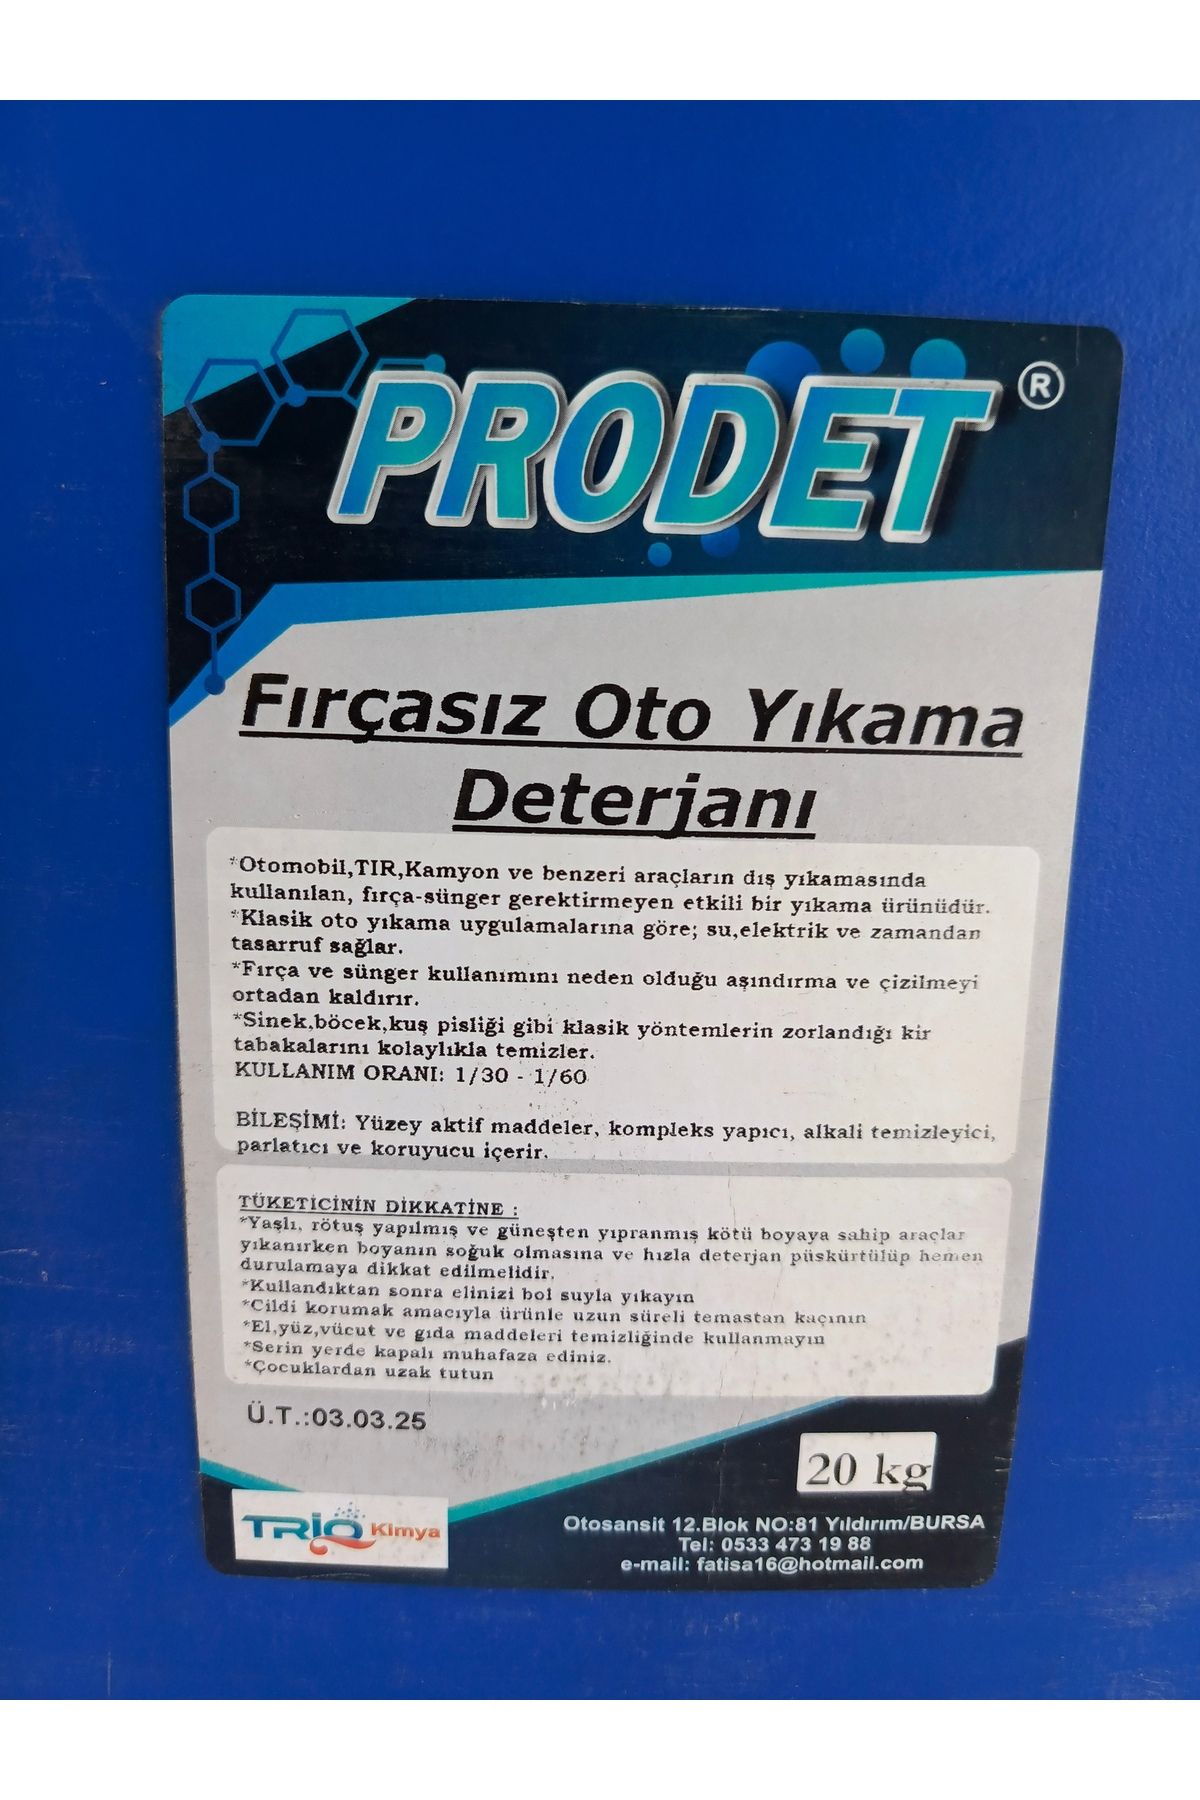 PRODET ®
Fırçasız Oto Yıkama
Deterjanı
*Otomobil,TIR,Kamyon ve benzeri araçların dış yıkamasında
kullanılan, fırça-sünger gerektirmeyen etkili bir yıkama ürünüdür.
*Klasik oto yıkama uygulamalarına göre; su,elektrik ve zamandan
tasarruf sağlar.
*Fırça ve sünger kullanımını neden olduğu aşındırma ve çizilmeyi
ortadan kaldırır.
*Sinek,böcek,kuş pisliği gibi klasik yöntemlerin zorlandığı kir
tabakalarını kolaylıkla temizler.
KULLANIM ORANI: 1/30 - 1/60
BİLEŞİMİ: Yüzey aktif maddeler, kompleks yapıcı, alkali temizleyici,
parlatıcı ve koruyucu içerir.
TÜKETİCİNİN DİKKATİNE :
*Yaşlı, rötuş yapılmış ve güneşten yıpranmış kötü boyaya sahip araçlar
yıkanırken boyanın soğuk olmasına ve hızla deterjan püskürtülüp hemen
durulamaya dikkat edilmelidir.
*Kullandıktan sonra elinizi bol suyla yıkayın
*Cildi korumak amacıyla ürünle uzun süreli temastan kaçının
*El,yüz,vücut ve gıda maddeleri temizliğinde kullanmayın
*Serin yerde kapalı muhafaza ediniz.
*Çocuklardan uzak tutun
Ü.T.:03.03.25
20 kg
TRİO Kimya
Otosansit 12.Blok NO:81 Yıldırım/BURSA
Tel: 0533 473 19 88
e-mail: fatisa16@hotmail.com